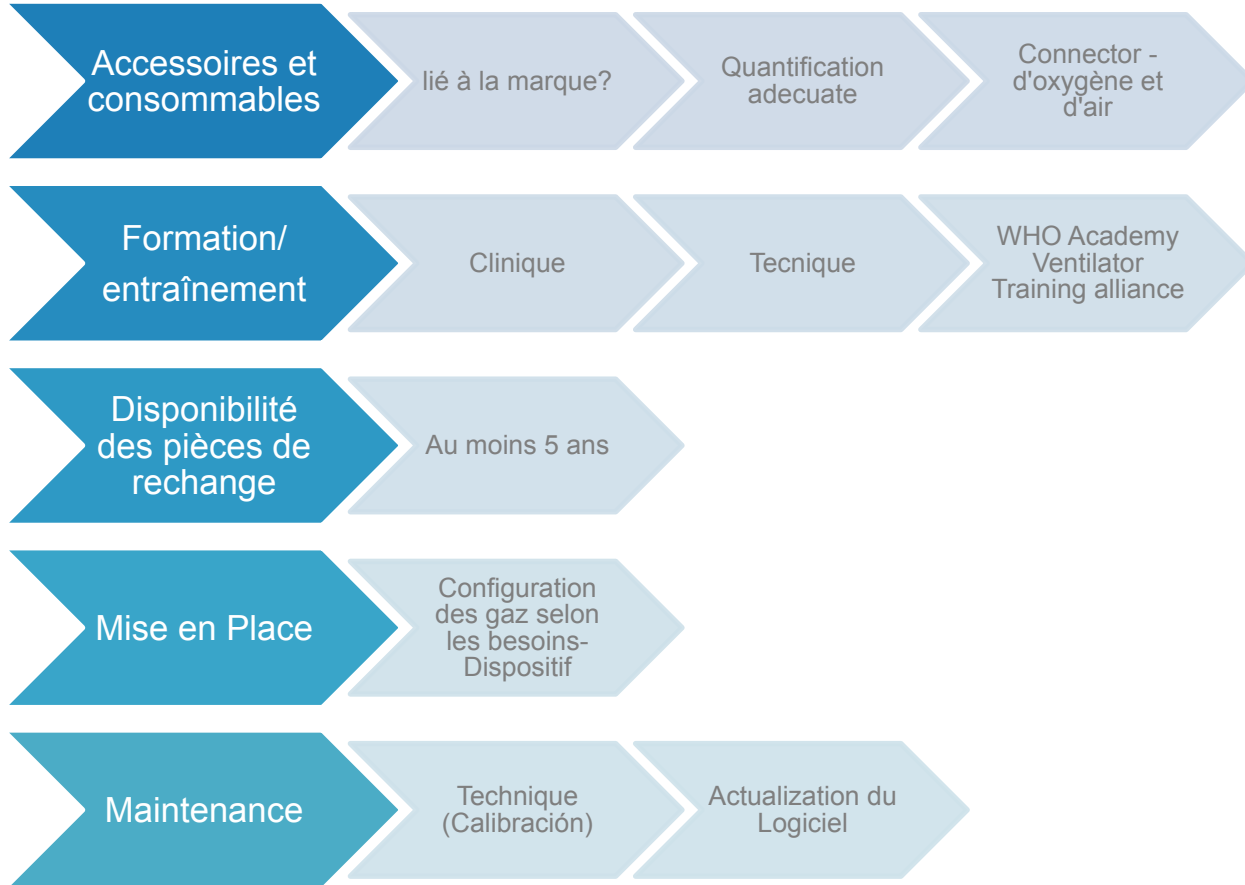 Accessoires et
consommables
lié à la marque?
Quantification
adecuate
Connector -
d'oxygène et
d'air
Formation/
entraînement
Clinique
Tecnique
WHO Academy
Ventilator
Training alliance
Disponibilité
des pièces de
rechange
Au moins 5 ans
Mise en Place
Configuration
des gaz selon
les besoins-
Dispositif
Maintenance
Technique
(Calibración)
Actualization du
Logiciel